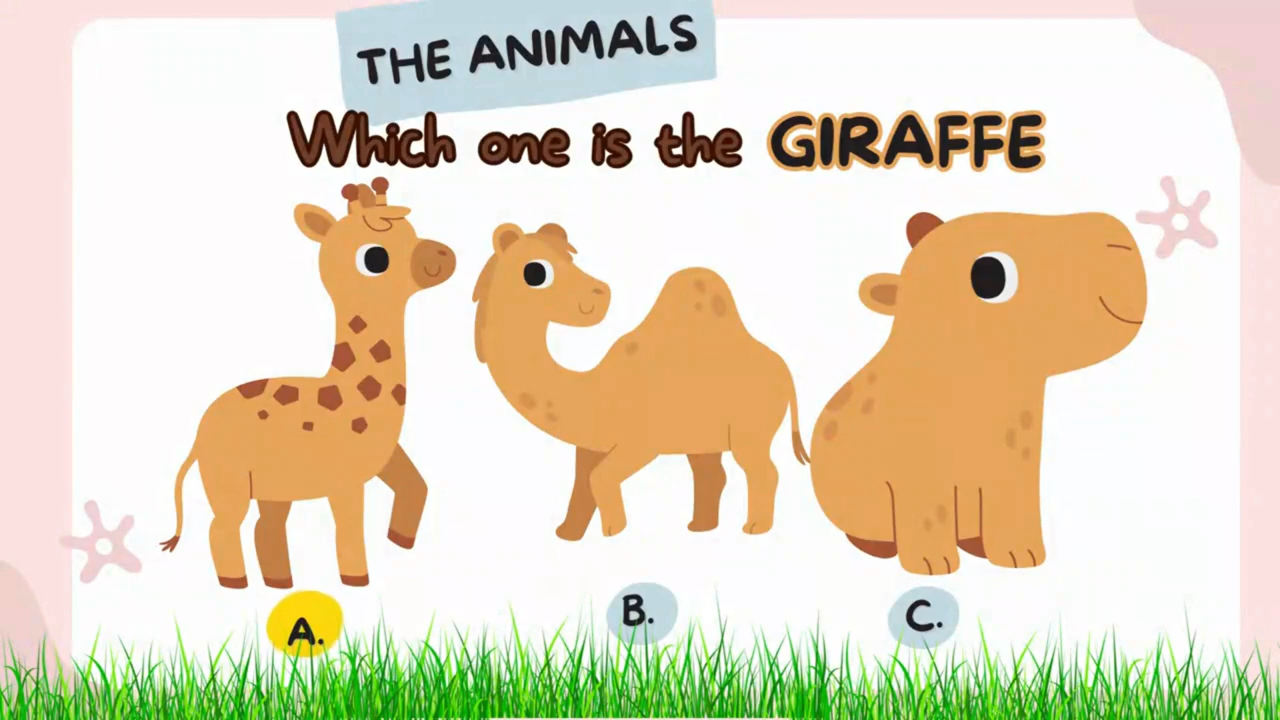 THE ANIMALS
Which one is the GIRAFFE
A.
B.
C.